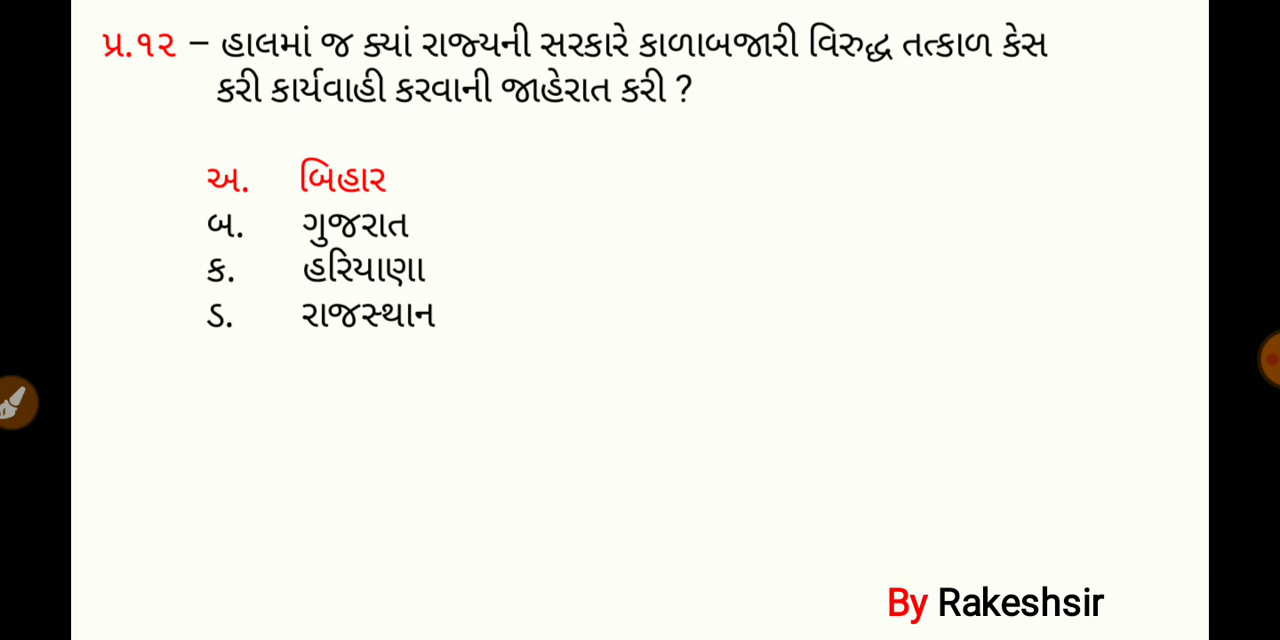 પ્ર.૧૨ – હાલમાં જ ક્યાં રાજ્યની સરકારે કાળાબજારી વિરુદ્ધ તત્કાળ કેસ
કરી કાર્યવાહી કરવાની જાહેરાત કરી ?
અ. બિહાર
બ. ગુજરાત
ક. હરિયાણા
ડ. રાજસ્થાન
By Rakeshsir